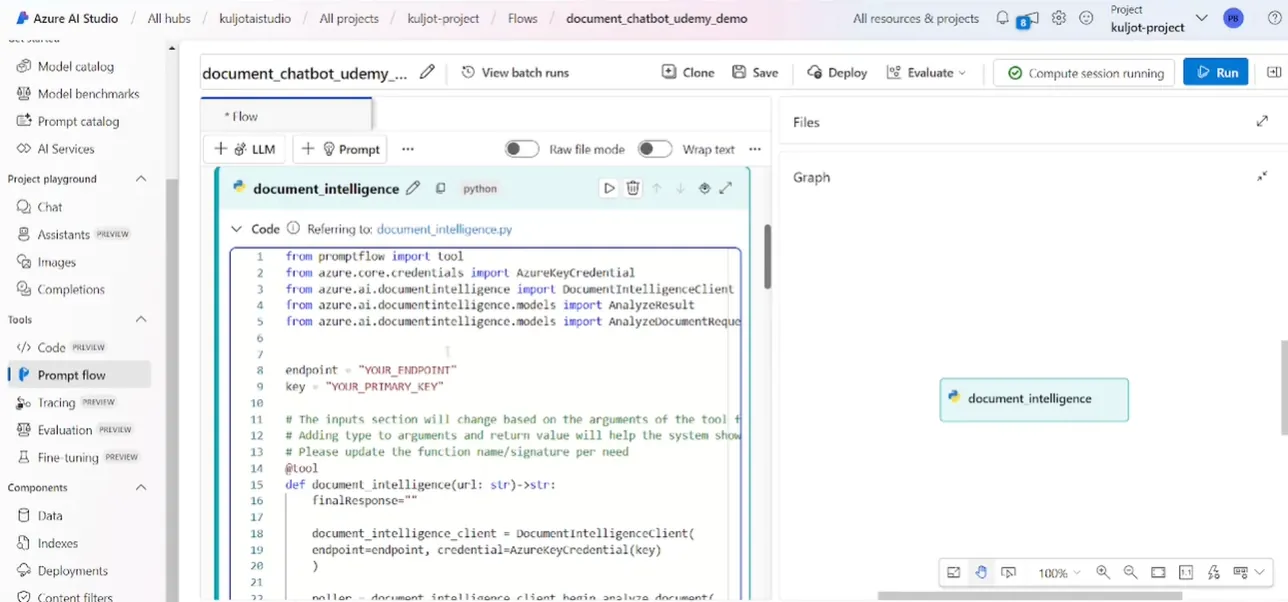 Azure AI Studio / All hubs / kuljotaistudio / All projects / kuljot-project / Flows / document_chatbot_udemy_demo
All resources & projects
8
Project
kuljot-project
PB
Model catalog
Model benchmarks
Prompt catalog
AI Services
Project playground
Chat
Assistants PREVIEW
Images
Completions
Tools
Code PREVIEW
Prompt flow
Tracing PREVIEW
Evaluation PREVIEW
Fine-tuning PREVIEW
Components
Data
Indexes
Deployments
Content filters
document_chatbot_udemy_... View batch runs Clone Save Deploy Evaluate Compute session running Run
* Flow
+ LLM + Prompt ... Raw file mode Wrap text ...
document_intelligence python
Code Referring to: document_intelligence.py
1 from promptflow import tool
2 from azure.core.credentials import AzureKeyCredential
3 from azure.ai.documentintelligence import DocumentIntelligenceClient
4 from azure.ai.documentintelligence.models import AnalyzeResult
5 from azure.ai.documentintelligence.models import AnalyzeDocumentReque
6
7
8 endpoint = "YOUR_ENDPOINT"
9 key = "YOUR_PRIMARY_KEY"
10
11 # The inputs section will change based on the arguments of the tool f
12 # Adding type to arguments and return value will help the system show
13 # Please update the function name/signature per need
14 @tool
15 def document_intelligence(url: str)->str:
16 finalResponse=""
17
18 document_intelligence_client = DocumentIntelligenceClient(
19 endpoint=endpoint, credential=AzureKeyCredential(key)
20 )
21
22 poller = document_intelligence_client.begin_analyze_document(
Files
Graph
document_intelligence
100%
1:1